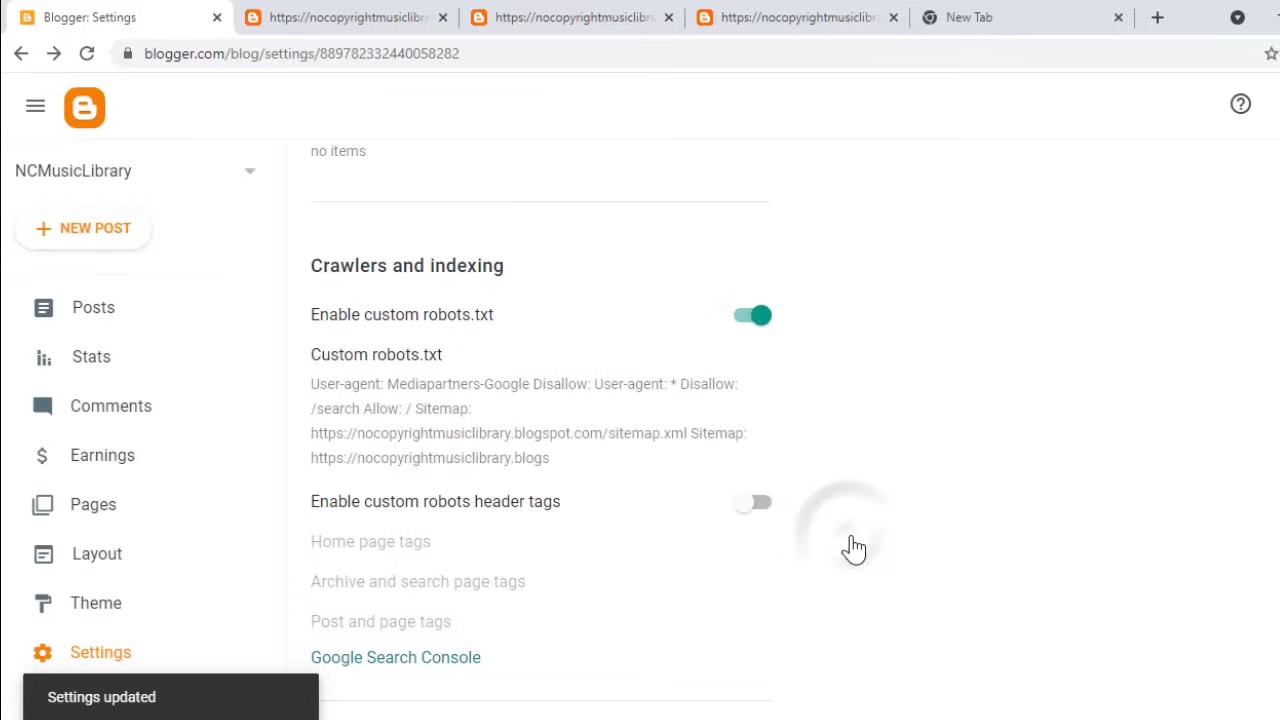 Blogger: Settings
https://nocopyrightmusiclibr
https://nocopyrightmusiclibr
https://nocopyrightmusiclibr
New Tab
blogger.com/blog/settings/889782332440058282
NCMusicLibrary
NEW POST
Posts
Stats
Comments
Earnings
Pages
Layout
Theme
Settings
Settings updated
no items
Crawlers and indexing
Enable custom robots.txt
Custom robots.txt
User-agent: Mediapartners-Google Disallow: User-agent: * Disallow:
/search Allow: / Sitemap:
https://nocopyrightmusiclibrary.blogspot.com/sitemap.xml Sitemap:
https://nocopyrightmusiclibrary.blogs
Enable custom robots header tags
Home page tags
Archive and search page tags
Post and page tags
Google Search Console